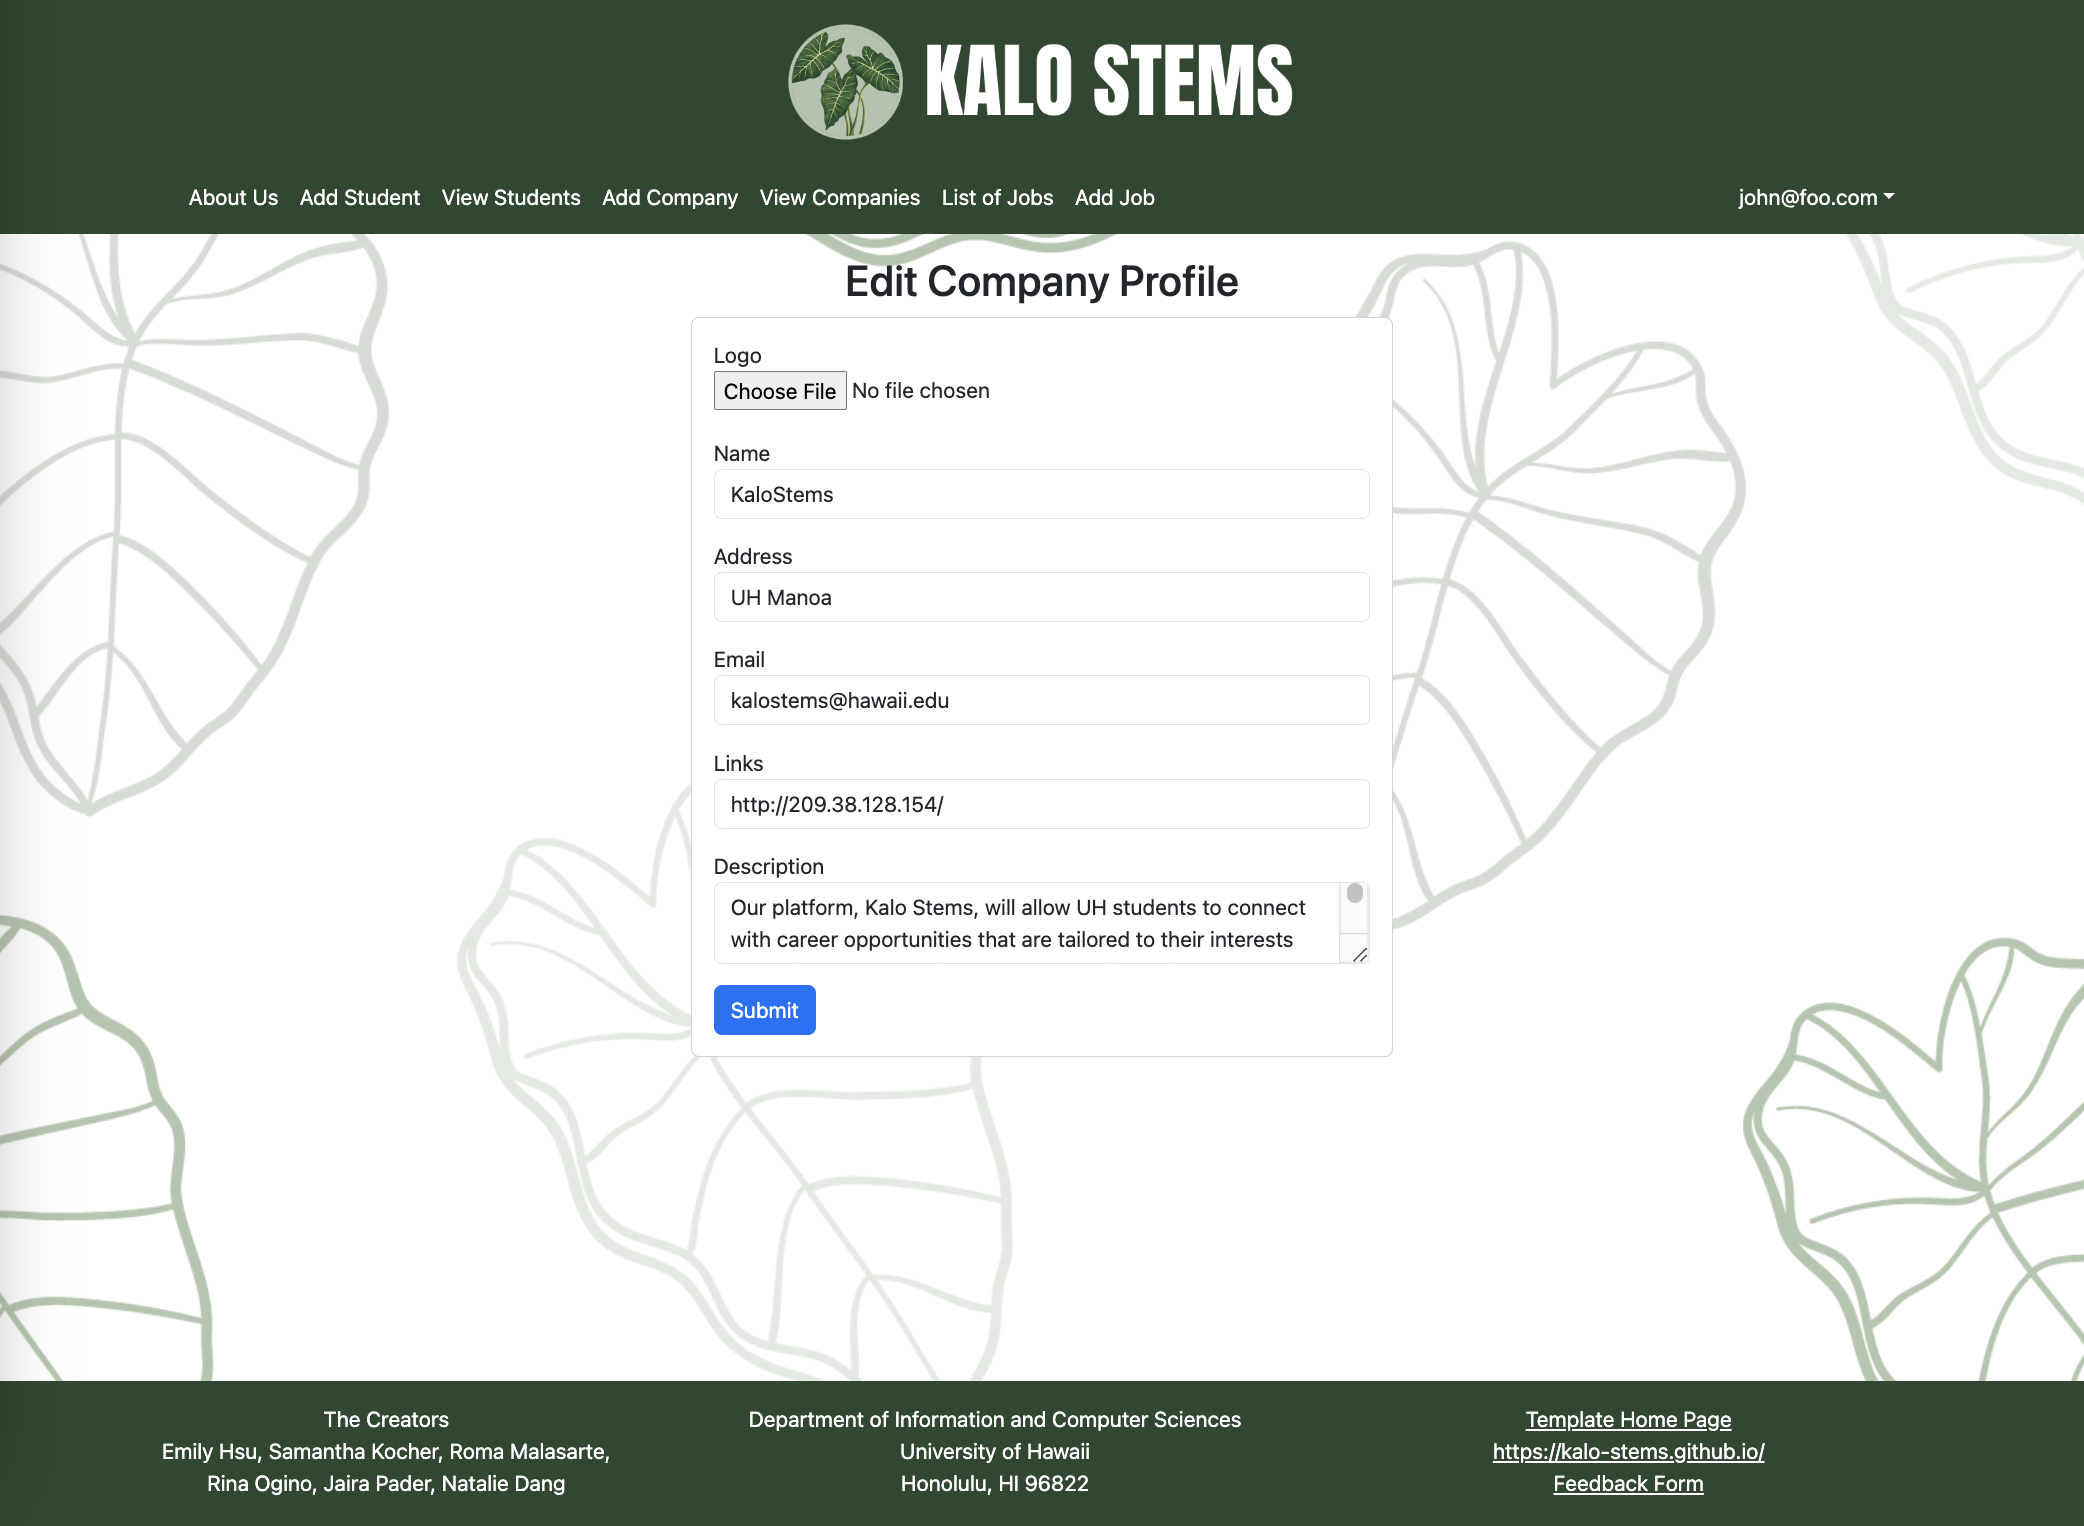 KALO STEMS
About Us Add Student View Students Add Company View Companies List of Jobs Add Job john@foo.com
Edit Company Profile
Logo
Choose File No file chosen
Name
KaloStems
Address
UH Manoa
Email
kalostems@hawaii.edu
Links
http://209.38.128.154/
Description
Our platform, Kalo Stems, will allow UH students to connect
with career opportunities that are tailored to their interests
Submit
The Creators
Emily Hsu, Samantha Kocher, Roma Malasarte,
Rina Ogino, Jaira Pader, Natalie Dang
Department of Information and Computer Sciences
University of Hawaii
Honolulu, HI 96822
Template Home Page
https://kalo-stems.github.io/
Feedback Form